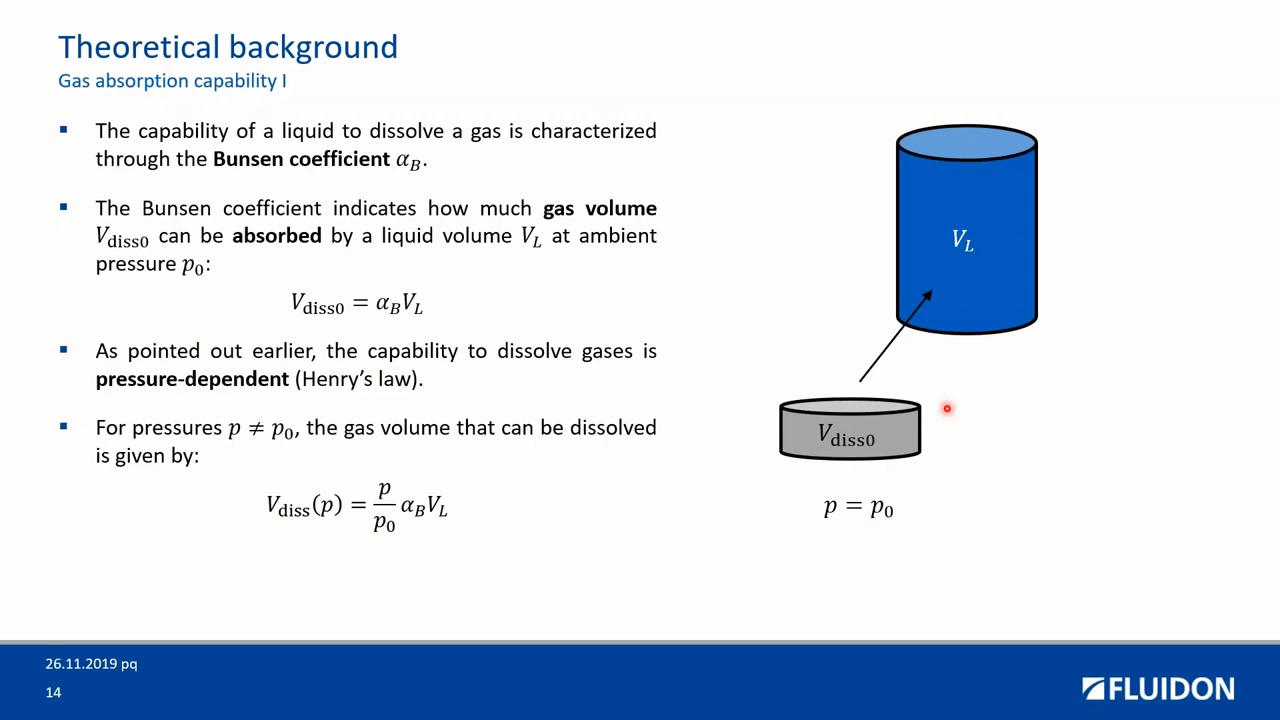 Theoretical background
Gas absorption capability I
▪ The capability of a liquid to dissolve a gas is characterized
through the Bunsen coefficient α_B.
▪ The Bunsen coefficient indicates how much gas volume
V_diss0 can be absorbed by a liquid volume V_L at ambient
pressure p_0:
V_diss0 = α_B V_L
▪ As pointed out earlier, the capability to dissolve gases is
pressure-dependent (Henry's law).
▪ For pressures p ≠ p_0, the gas volume that can be dissolved
is given by:
V_diss(p) = p/p_0 α_B V_L
V_L
V_diss0
p = p_0
26.11.2019 pq
14
FLUIDON